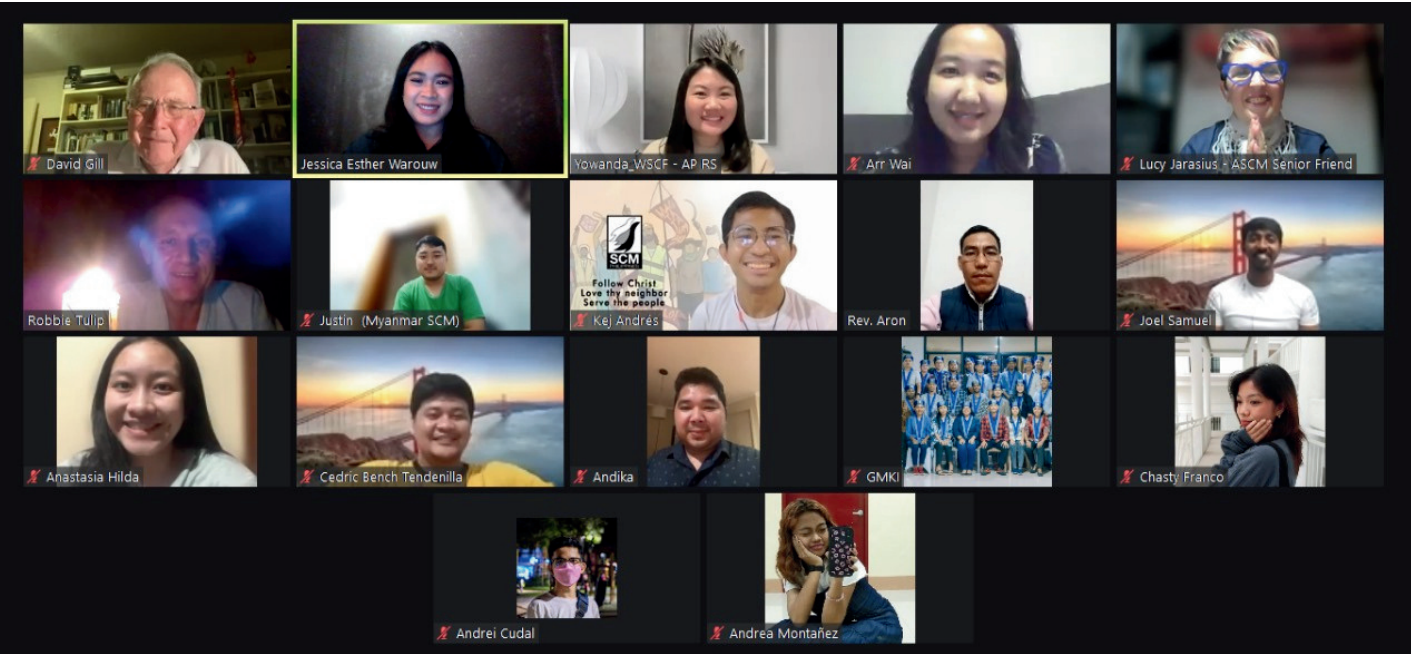 David Gill
Jessica Esther Warouw
Yowanda_WSCF - AP RS
Arr Wai
Lucy Jarasius - ASCM Senior Friend
Robbie Tulip
Justin (Myanmar SCM)
SCM
Follow Christ
Love thy neighbor
Serve the people
Kej Andrés
Rev. Aron
Joel Samuel
Anastasia Hilda
Cedric Bench Tendenilla
Andika
GMKI
Chasty Franco
Andrei Cudal
Andrea Montañez